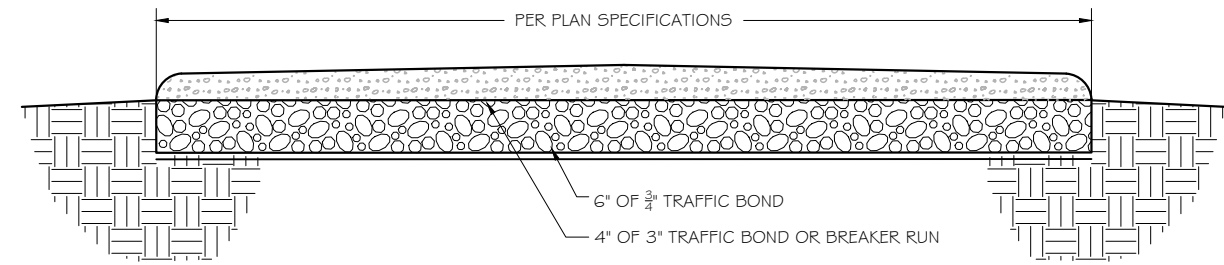 PER PLAN SPECIFICATIONS
6" OF 3/4" TRAFFIC BOND
4" OF 3" TRAFFIC BOND OR BREAKER RUN